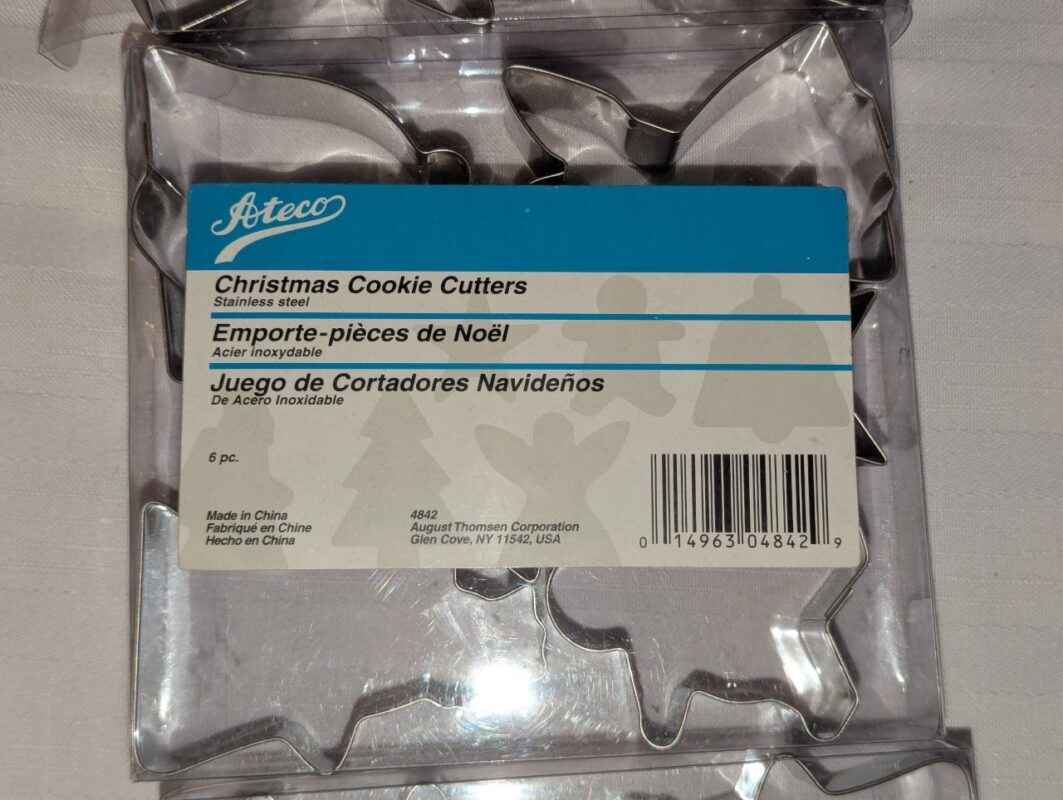 Ateco
Christmas Cookie Cutters
Stainless steel
Emporte-pièces de Noël
Acier inoxydable
Juego de Cortadores Navideños
De Acero Inoxidable
6 pc.
Made in China
Fabriqué en Chine
Hecho en China
4842
August Thomsen Corporation
Glen Cove, NY 11542, USA
0 14963 04842 9